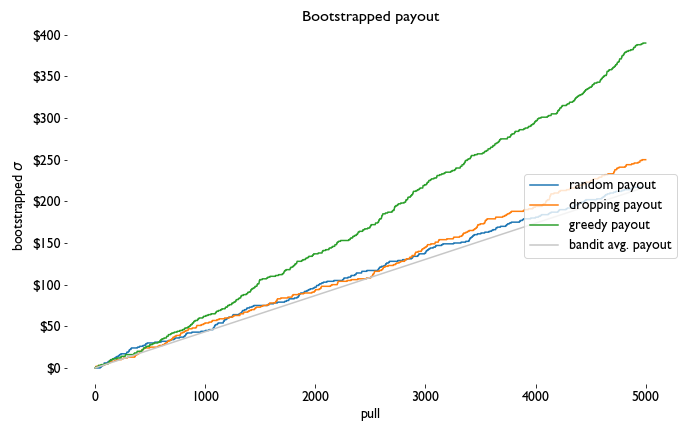 Bootstrapped payout
$400
$350
$300
$250
$200
$150
$100
$50
$0
bootstrapped σ
random payout
dropping payout
greedy payout
bandit avg. payout
0 1000 2000 3000 4000 5000
pull